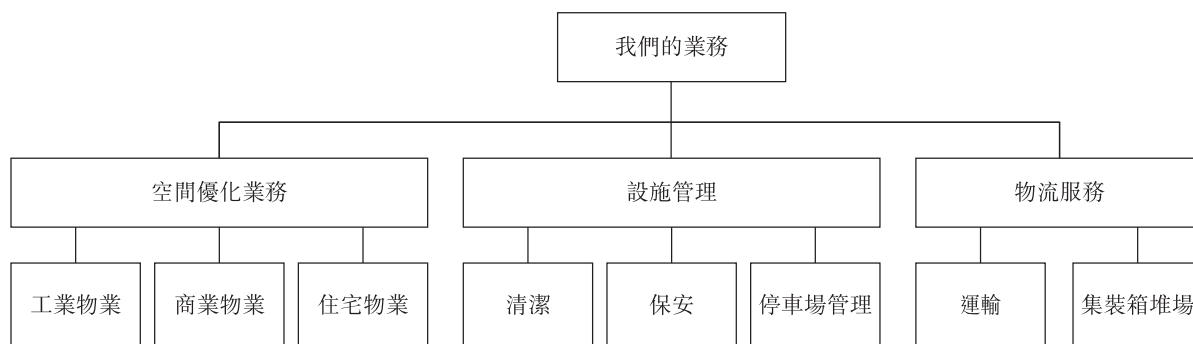 我們的業務
空間優化業務
設施管理
物流服務
工業物業
商業物業
住宅物業
清潔
保安
停車場管理
運輸
集裝箱堆場